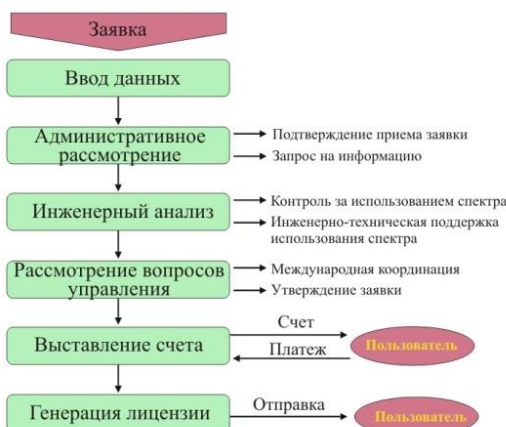 Заявка
Ввод данных
Административное
рассмотрение
Подтверждение приема заявки
Запрос на информацию
Инженерный анализ
Контроль за использованием спектра
Инженерно-техническая поддержка
использования спектра
Рассмотрение вопросов
управления
Международная координация
Утверждение заявки
Выставление счета
Счет
Платеж
Пользователь
Генерация лицензии
Отправка
Пользователь